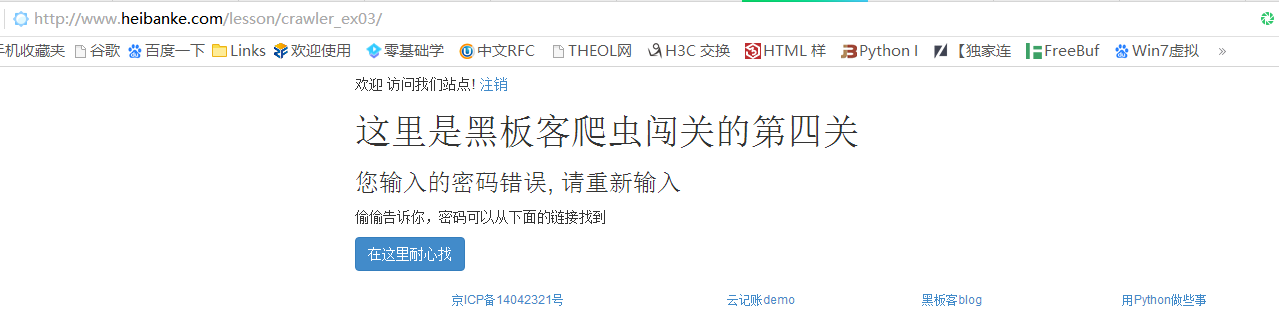 http://www.heibanke.com/lesson/crawler_ex03/
手机收藏夹 谷歌 百度一下 Links 欢迎使用 零基础学 中文RFC THEOL网 H3C 交换 HTML 样 Python I 【独家连 FreeBuf Win7虚拟 »
欢迎 访问我们站点! 注销
这里是黑板客爬虫闯关的第四关
您输入的密码错误, 请重新输入
偷偷告诉你，密码可以从下面的链接找到
在这里耐心找
京ICP备14042321号 云记账demo 黑板客blog 用Python做些事